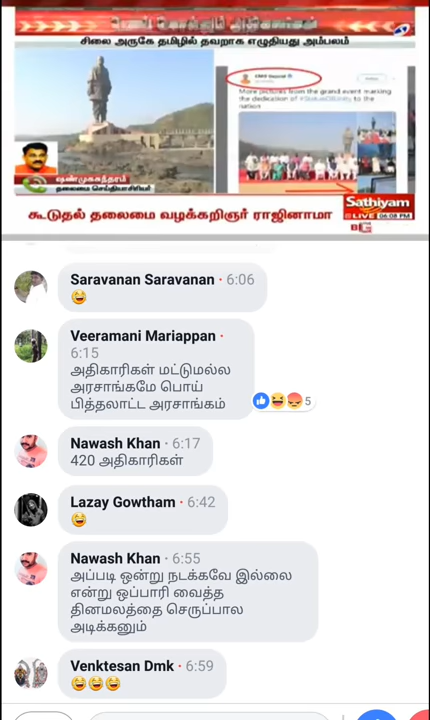 சிலை அருகே தமிழில் தவறாக எழுதியது அம்பலம்
More pictures from the grand event marking
the dedication of #StatueOfUnity to the
nation
ஷண்முகசுந்தரம்
தலைமை செய்தியாசிரியர்
Sathiyam
LIVE 06:08 PM
கூடுதல் தலைமை வழக்கறிஞர் ராஜினாமா
Saravanan Saravanan · 6:06
😂
Veeramani Mariappan ·
6:15
அதிகாரிகள் மட்டுமல்ல
அரசாங்கமே பொய்
பித்தலாட்ட அரசாங்கம்
5
Nawash Khan · 6:17
420 அதிகாரிகள்
Lazay Gowtham · 6:42
😂
Nawash Khan · 6:55
அப்படி ஒன்று நடக்கவே இல்லை
என்று ஒப்பாரி வைத்த
தினமலத்தை செருப்பால
அடிக்கனும்
Venktesan Dmk · 6:59
😂😂😂